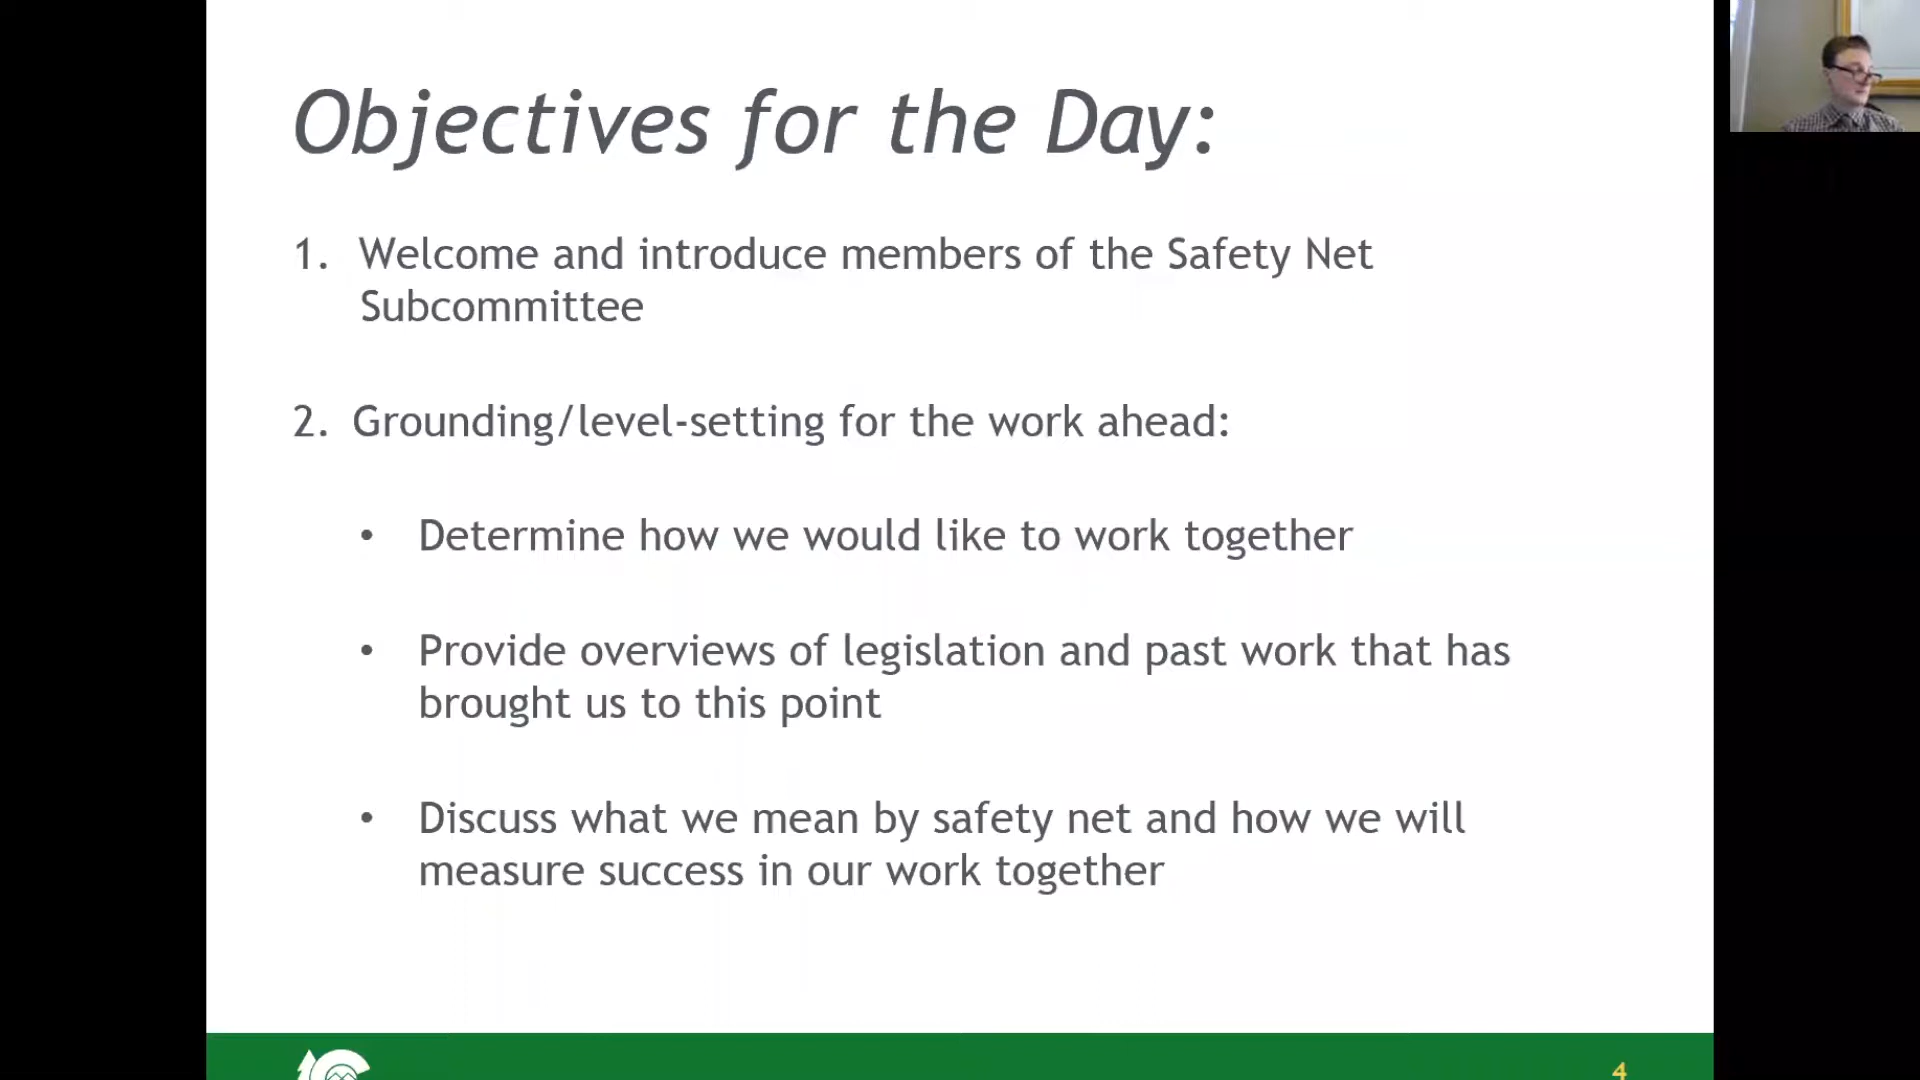 Objectives for the Day:
1. Welcome and introduce members of the Safety Net
Subcommittee
2. Grounding/level-setting for the work ahead:
• Determine how we would like to work together
• Provide overviews of legislation and past work that has
brought us to this point
• Discuss what we mean by safety net and how we will
measure success in our work together
4